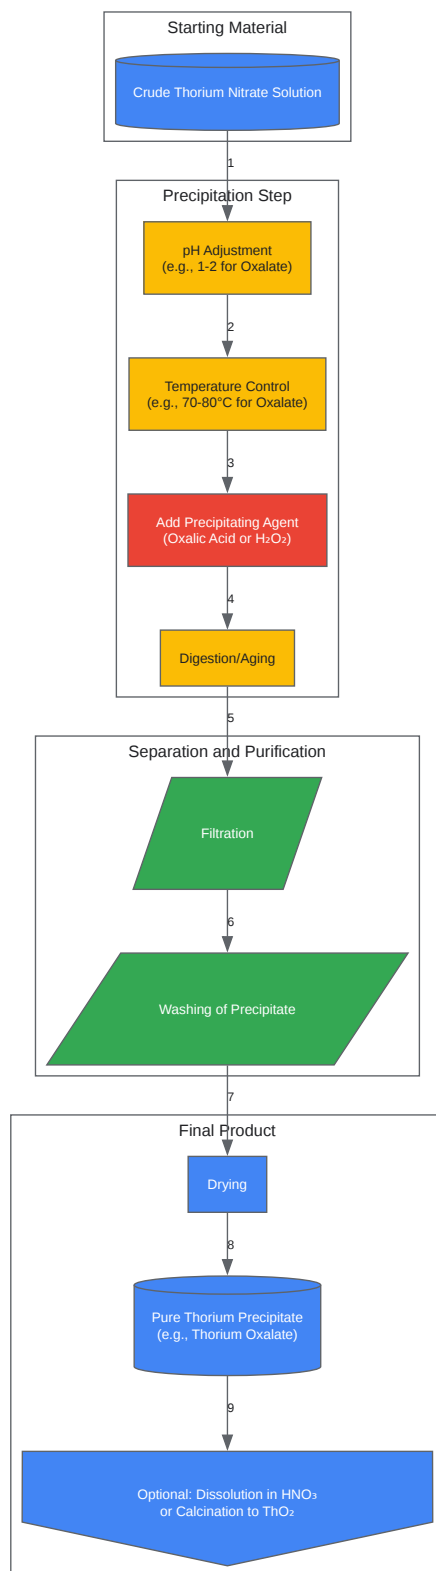 Starting Material
Crude Thorium Nitrate Solution
1
Precipitation Step
pH Adjustment
(e.g., 1-2 for Oxalate)
2
Temperature Control
(e.g., 70-80°C for Oxalate)
3
Add Precipitating Agent
(Oxalic Acid or H₂O₂)
4
Digestion/Aging
5
Separation and Purification
Filtration
6
Washing of Precipitate
7
Final Product
Drying
8
Pure Thorium Precipitate
(e.g., Thorium Oxalate)
9
Optional: Dissolution in HNO₃
or Calcination to ThO₂